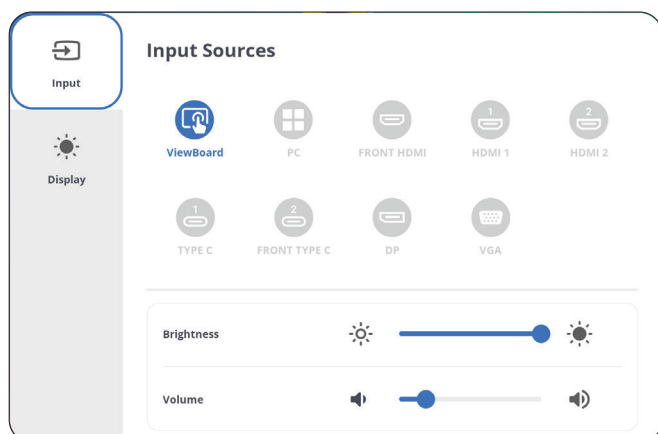 Input
Display
Input Sources
ViewBoard
PC
FRONT HDMI
1
HDMI 1
2
HDMI 2
1
TYPE C
2
FRONT TYPE C
DP
VGA
Brightness
Volume